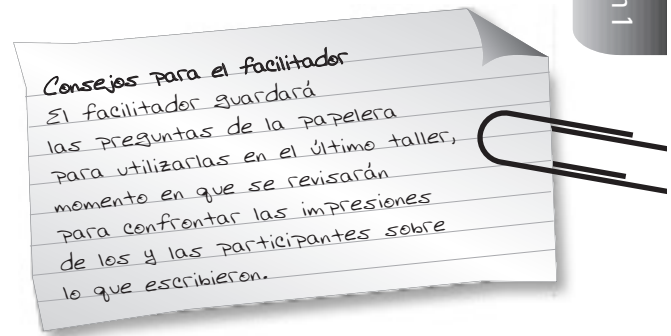 Consejos para el facilitador
El facilitador guardará
las preguntas de la papelera
para utilizarlas en el último taller,
momento en que se revisarán
para confrontar las impresiones
de los y las participantes sobre
lo que escribieron.
n 1